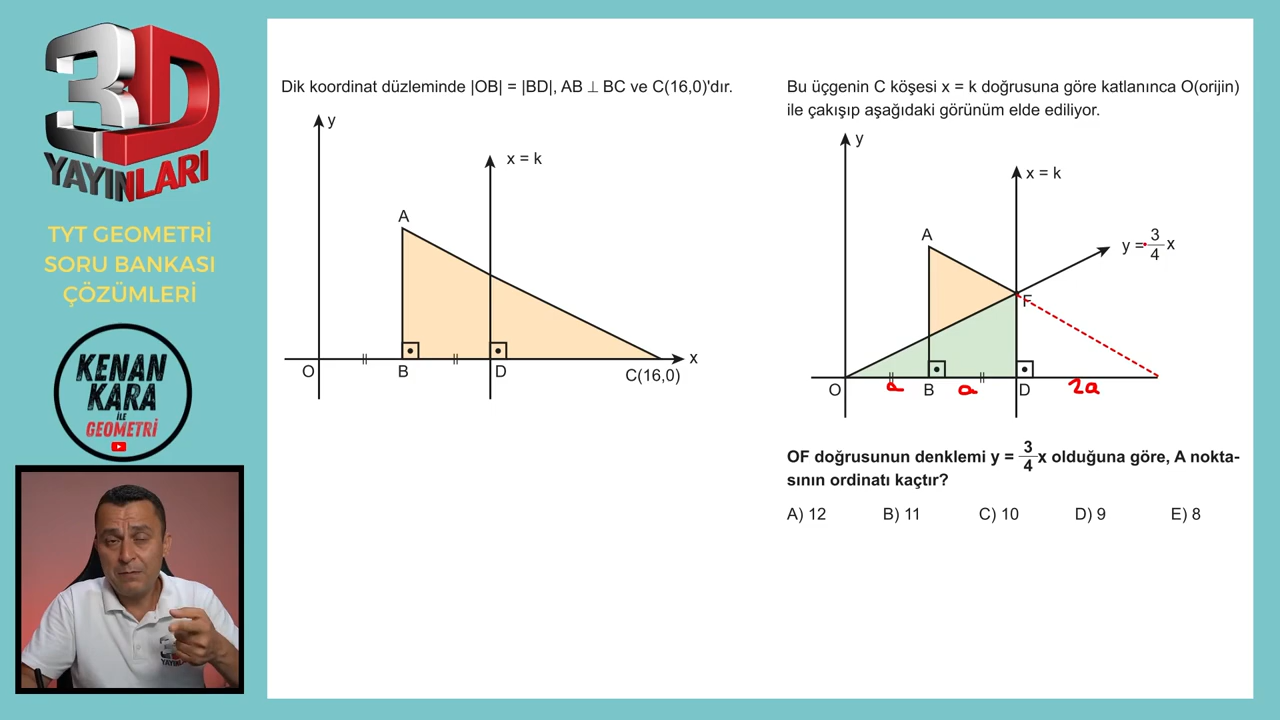 3D
YAYINLARI
TYT GEOMETRİ
SORU BANKASI
ÇÖZÜMLERİ
KENAN
KARA
İLE
GEOMETRİ
YAYINLARI
Dik koordinat düzleminde |OB| = |BD|, AB ⊥ BC ve C(16,0)'dır.
y
x = k
A
x
O
B
D
C(16,0)
Bu üçgenin C köşesi x = k doğrusuna göre katlanınca O(orijin)
ile çakışıp aşağıdaki görünüm elde ediliyor.
y
x = k
A
y = 3/4 x
F
O
a
B
a
D
2a
OF doğrusunun denklemi y = 3/4 x olduğuna göre, A nokta-
sının ordinatı kaçtır?
A) 12 B) 11 C) 10 D) 9 E) 8